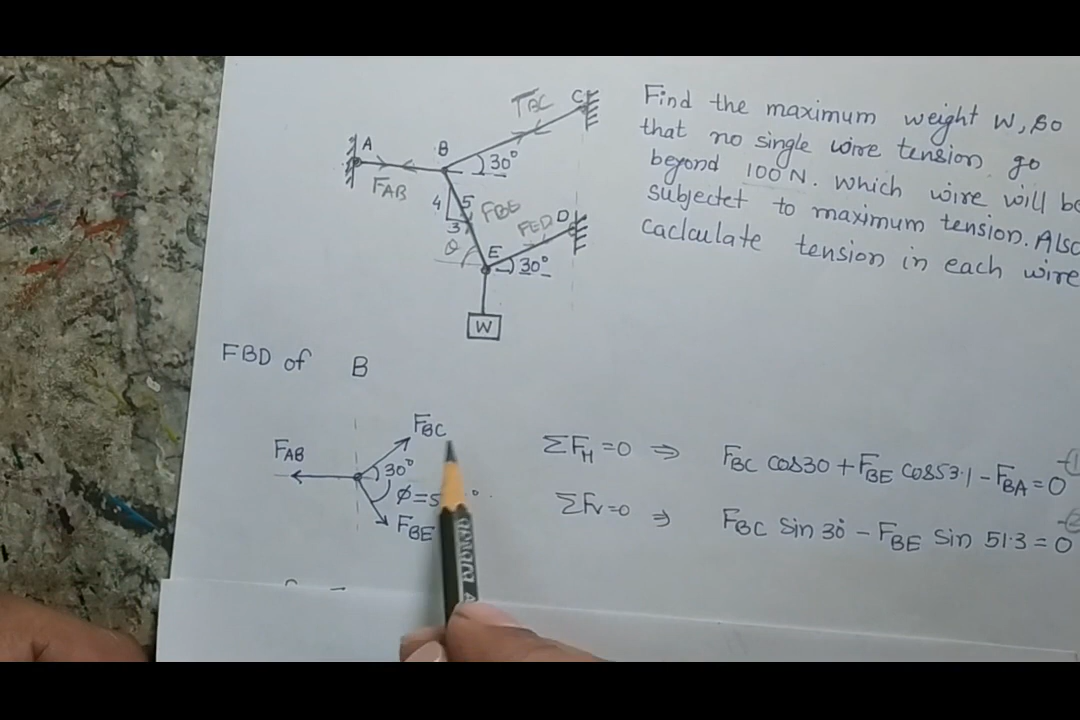 Find the maximum weight W, so
that no single wire tension go
beyond 100 N. Which wire will be
subjectet to maximum tension. Also
caclculate tension in each wire
A
B
C
TBC
30°
FAB
4
5
3
FBE
FED
D
θ
E
30°
W
FBD of B
FAB
FBC
30°
FBE
ΣFH=0 ⇒ FBC cos30 + FBE cos53.1 - FBA = 0
ΣFv=0 ⇒ FBC Sin 30 - FBE Sin 51.3 = 0